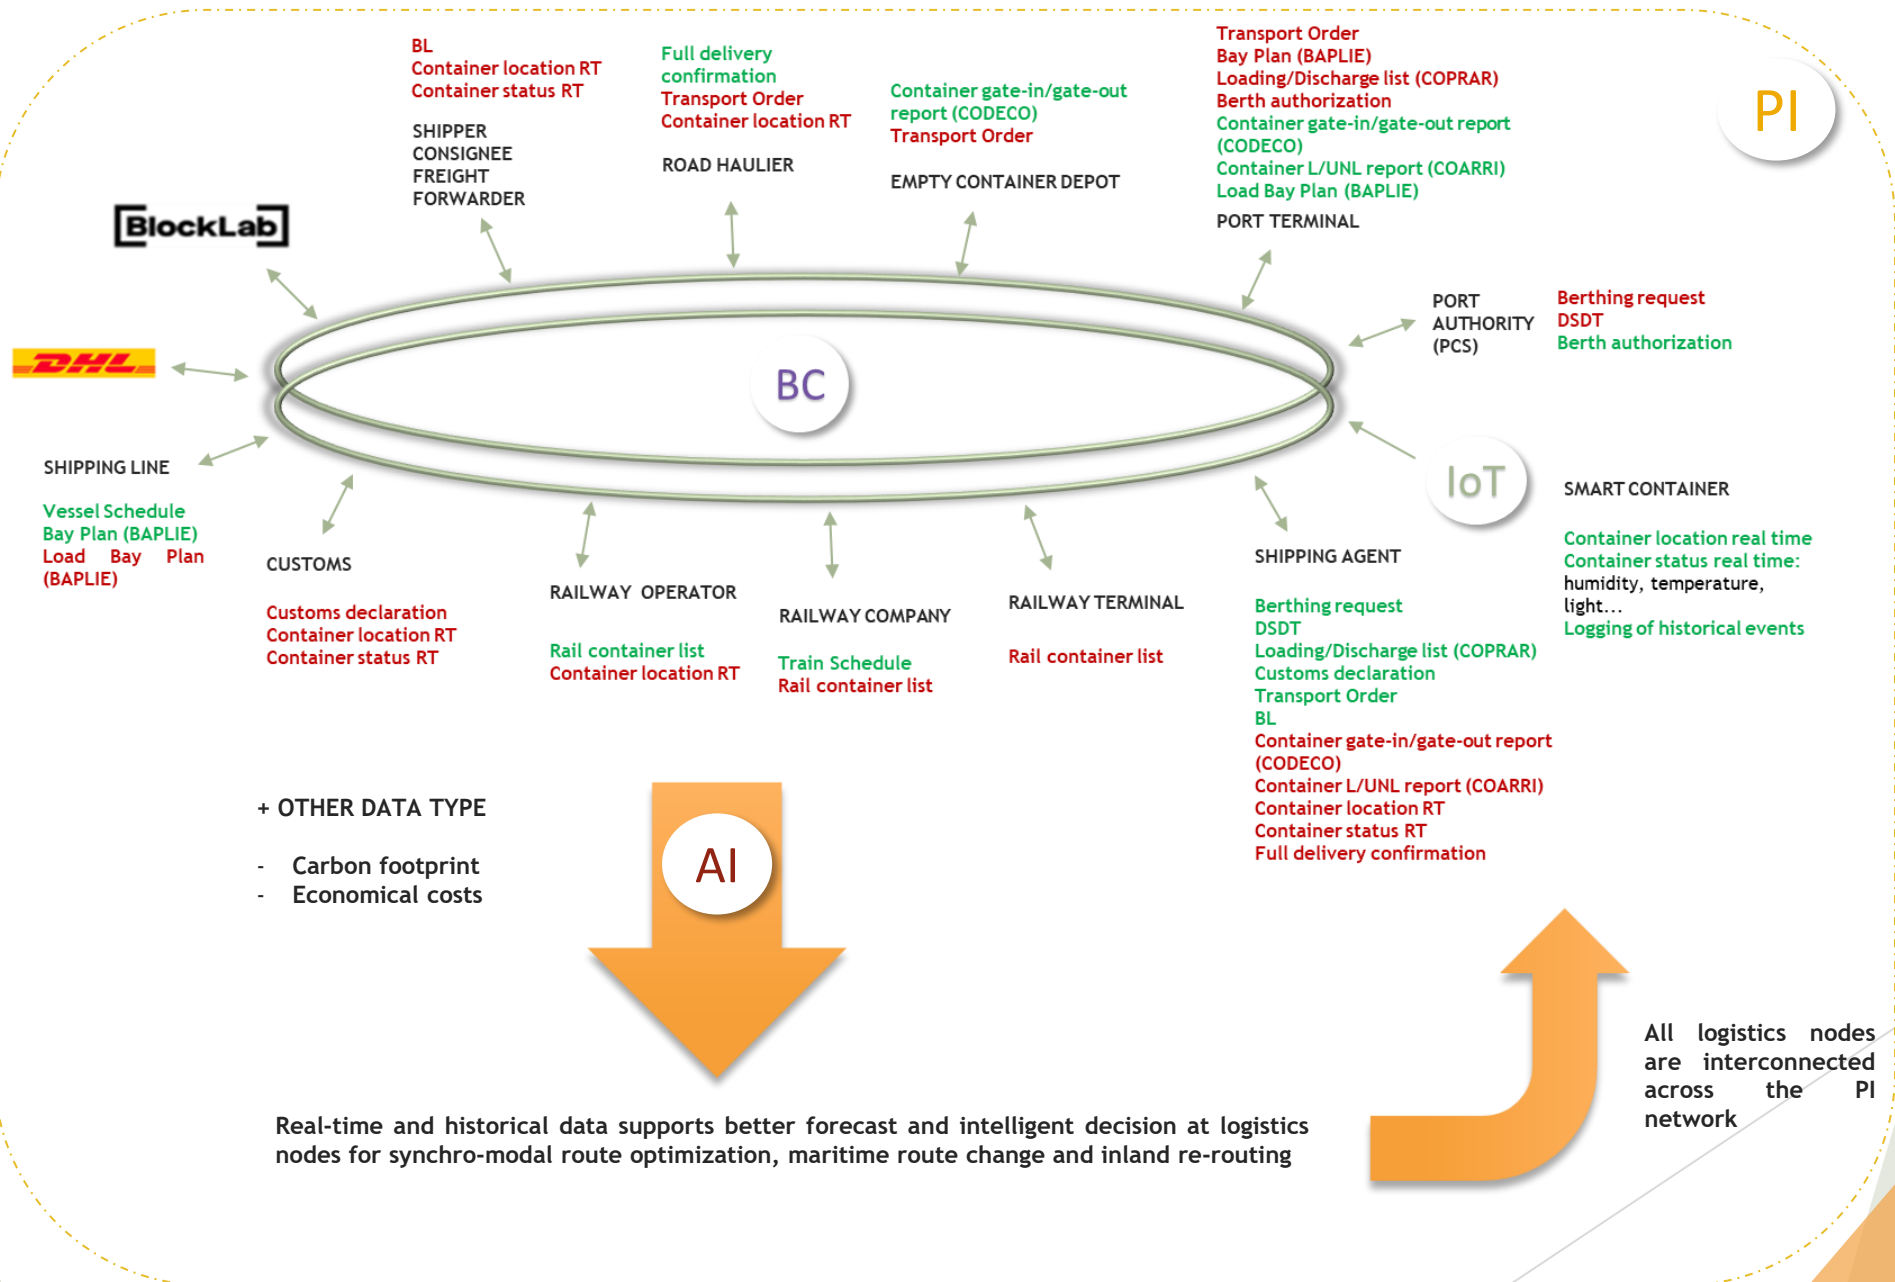 BL
Container location RT
Container status RT
SHIPPER
CONSIGNEE
FREIGHT
FORWARDER
Full delivery
confirmation
Transport Order
Container location RT
ROAD HAULIER
Container gate-in/gate-out
report (CODECO)
Transport Order
EMPTY CONTAINER DEPOT
Transport Order
Bay Plan (BAPLIE)
Loading/Discharge list (COPRAR)
Berth authorization
Container gate-in/gate-out report
(CODECO)
Container L/UNL report (COARRI)
Load Bay Plan (BAPLIE)
PORT TERMINAL
PI
[BlockLab]
DHL
BC
PORT
AUTHORITY
(PCS)
Berthing request
DSDT
Berth authorization
SHIPPING LINE
Vessel Schedule
Bay Plan (BAPLIE)
Load Bay Plan
(BAPLIE)
CUSTOMS
Customs declaration
Container location RT
Container status RT
RAILWAY OPERATOR
Rail container list
Container location RT
RAILWAY COMPANY
Train Schedule
Rail container list
RAILWAY TERMINAL
Rail container list
SHIPPING AGENT
Berthing request
DSDT
Loading/Discharge list (COPRAR)
Customs declaration
Transport Order
BL
Container gate-in/gate-out report
(CODECO)
Container L/UNL report (COARRI)
Container location RT
Container status RT
Full delivery confirmation
IoT
SMART CONTAINER
Container location real time
Container status real time:
humidity, temperature,
light...
Logging of historical events
+ OTHER DATA TYPE
- Carbon footprint
- Economical costs
AI
Real-time and historical data supports better forecast and intelligent decision at logistics
nodes for synchro-modal route optimization, maritime route change and inland re-routing
All logistics nodes
are interconnected
across the PI
network